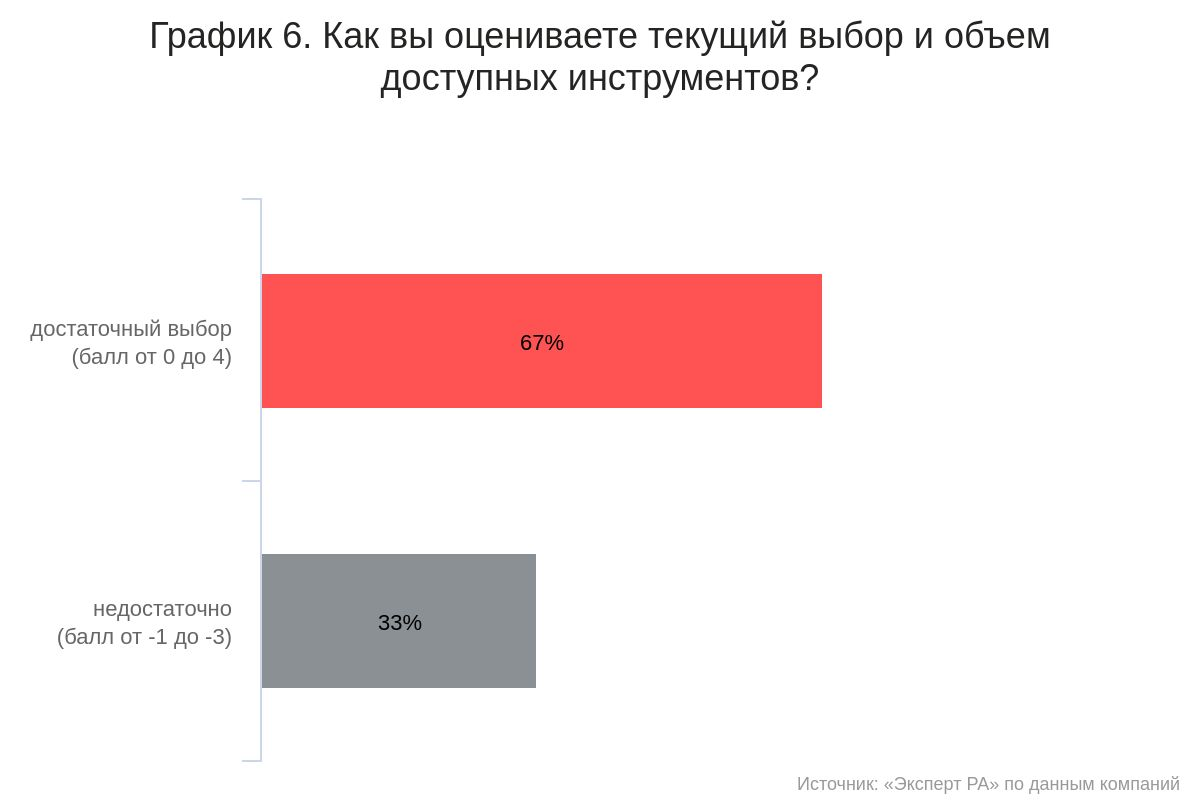 График 6. Как вы оцениваете текущий выбор и объем
доступных инструментов?
достаточный выбор
(балл от 0 до 4)
67%
недостаточно
(балл от -1 до -3)
33%
Источник: «Эксперт РА» по данным компаний